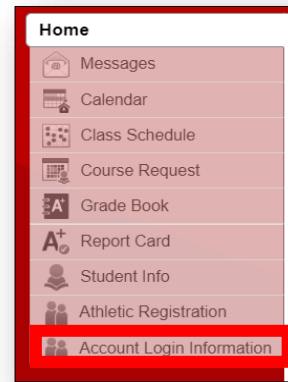 Home
Messages
Calendar
Class Schedule
Course Request
Grade Book
Report Card
Student Info
Athletic Registration
Account Login Information